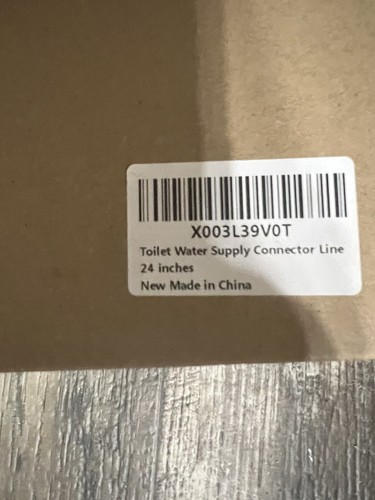 X003L39V0T
Toilet Water Supply Connector Line
24 inches
New Made in China